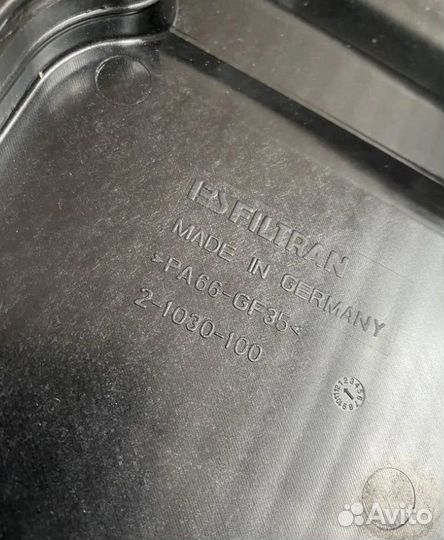 FILTRAN
MADE IN GERMANY
>PA66-GF35<
2-1030-100
Avito